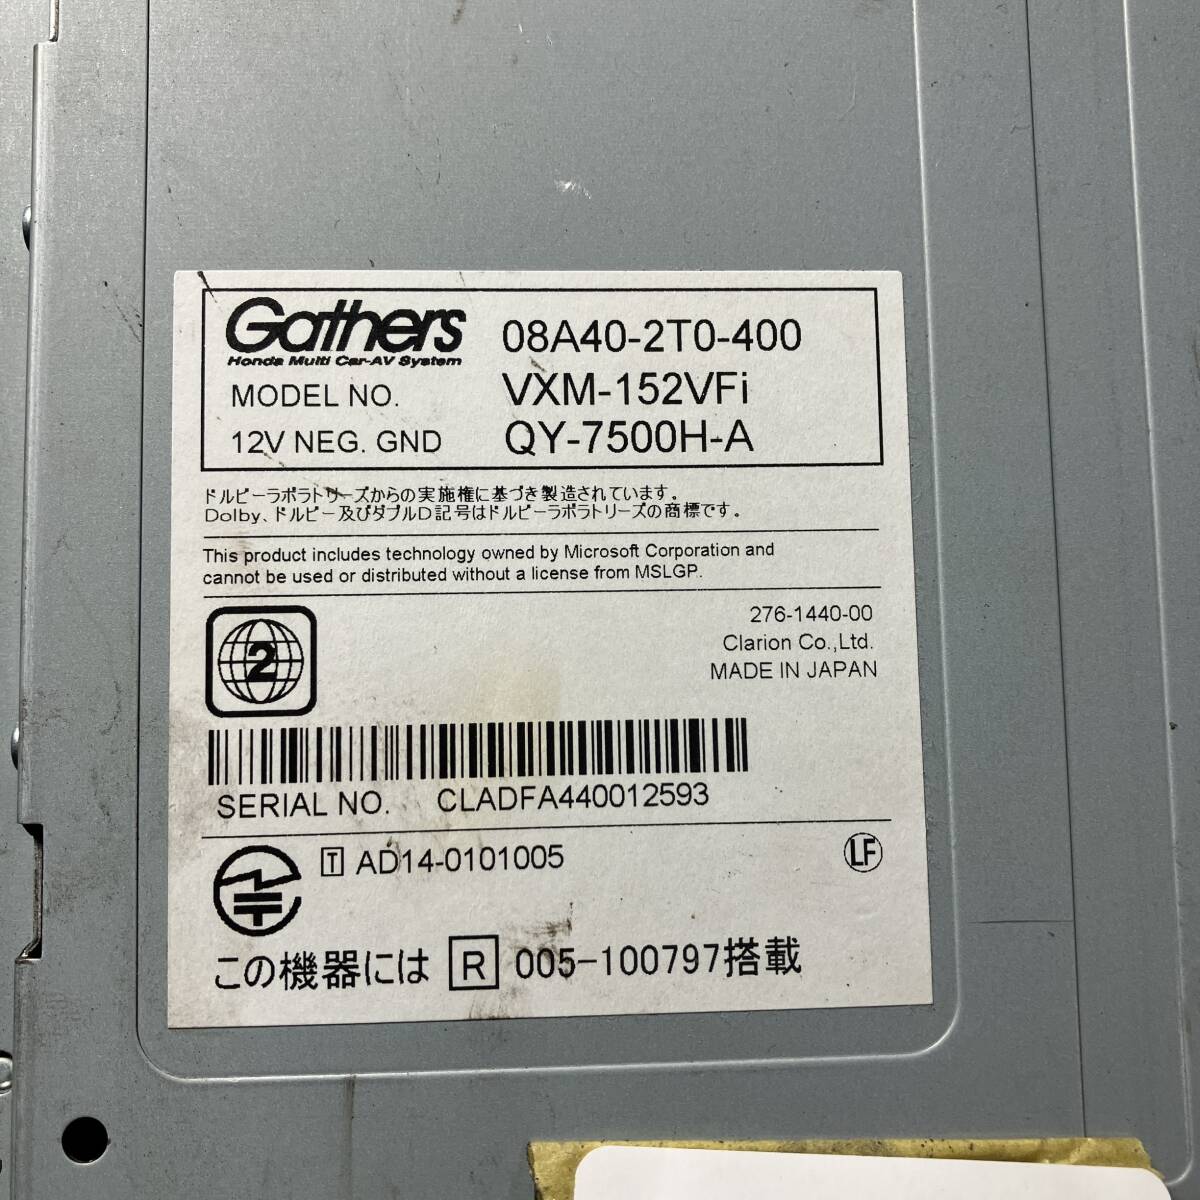 Gathers
Honda Multi Car-AV System
08A40-2T0-400
MODEL NO. VXM-152VFi
12V NEG. GND QY-7500H-A
ドルビーラボラトリーズからの実施権に基づき製造されています。
Dolby、ドルビー及びダブルD記号はドルビーラボラトリーズの商標です。
This product includes technology owned by Microsoft Corporation and
cannot be used or distributed without a license from MSLGP.
2
276-1440-00
Clarion Co.,Ltd.
MADE IN JAPAN
SERIAL NO. CLADFA440012593
T AD14-0101005
LF
この機器には R 005-100797搭載